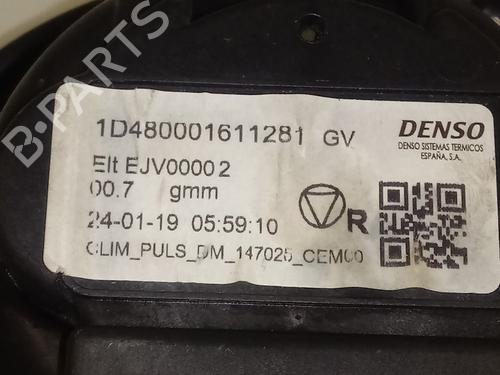 1D480001611281 GV
DENSO
DENSO SISTEMAS TERMICOS
ESPAÑA, S.A.
Elt EJV00002
00.7 gmm
24-01-19 05:59:10
R
CLIM_PULS_DM_147025_CEM00
B-PARTS